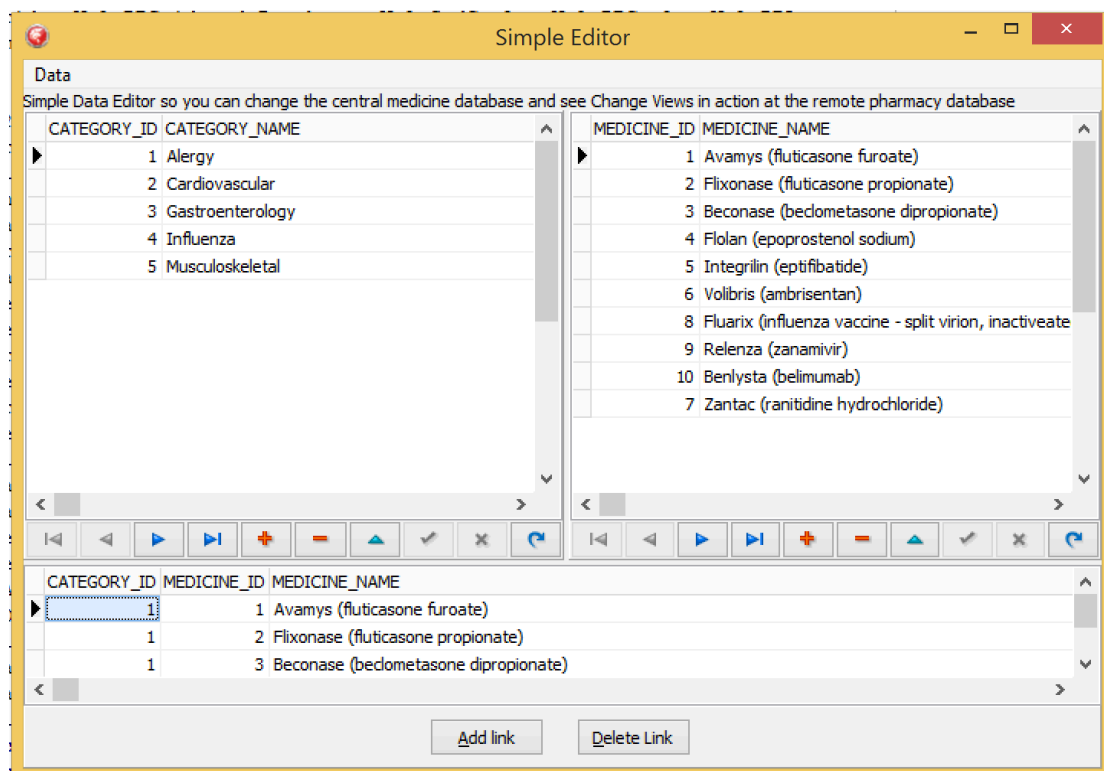 Simple Editor
Data
Simple Data Editor so you can change the central medicine database and see Change Views in action at the remote pharmacy database
CATEGORY_ID CATEGORY_NAME
1 Alergy
2 Cardiovascular
3 Gastroenterology
4 Influenza
5 Musculoskeletal
MEDICINE_ID MEDICINE_NAME
1 Avamys (fluticasone furoate)
2 Flixonase (fluticasone propionate)
3 Beconase (beclometasone dipropionate)
4 Flolan (epoprostenol sodium)
5 Integrilin (eptifibatide)
6 Volibris (ambrisentan)
8 Fluarix (influenza vaccine - split virion, inactiveate
9 Relenza (zanamivir)
10 Benlysta (belimumab)
7 Zantac (ranitidine hydrochloride)
CATEGORY_ID MEDICINE_ID MEDICINE_NAME
1 1 Avamys (fluticasone furoate)
1 2 Flixonase (fluticasone propionate)
1 3 Beconase (beclometasone dipropionate)
Add link
Delete Link